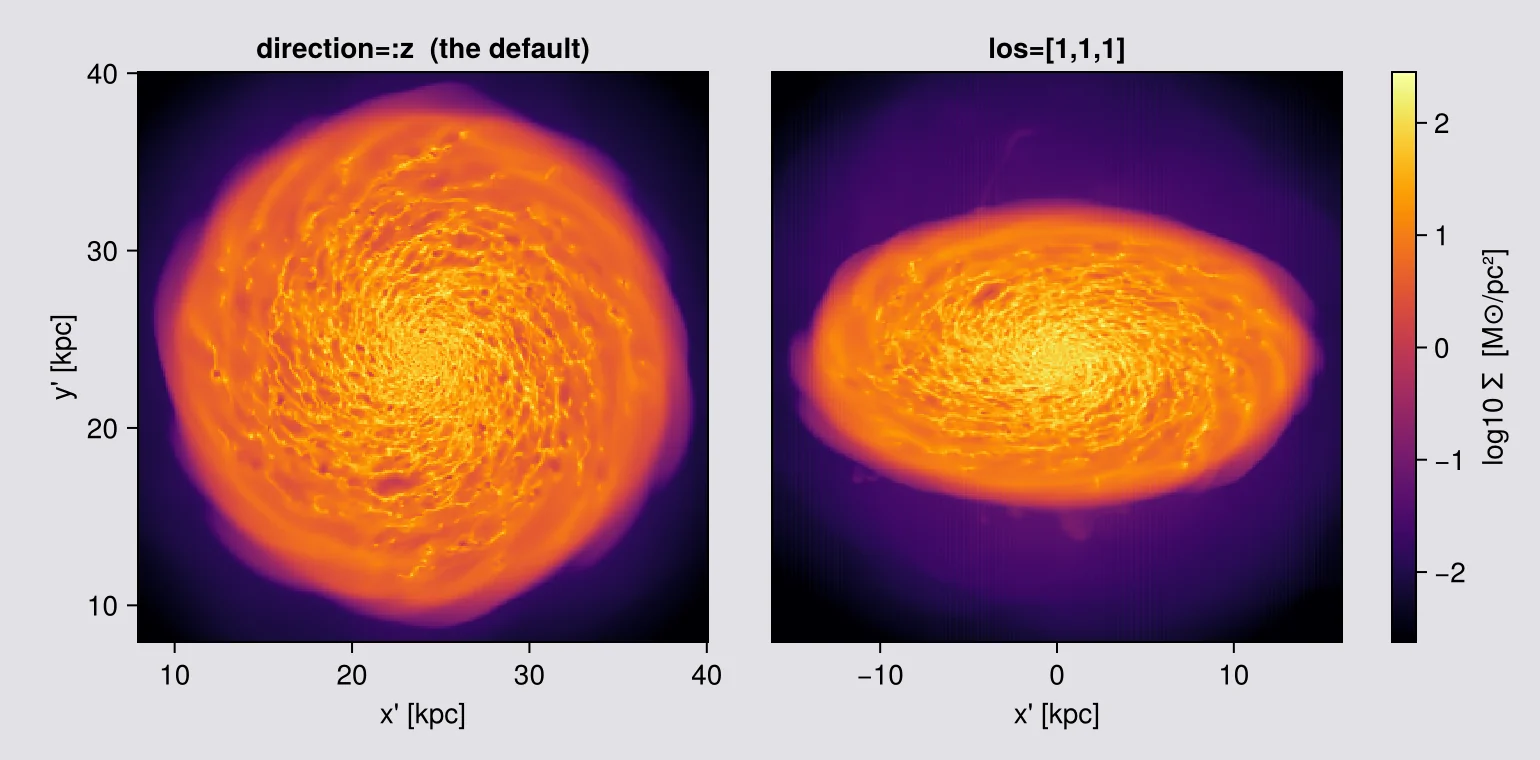 direction=:z  (the default)
los=[1,1,1]
40
30
20
10
y' [kpc]
10
20
30
40
x' [kpc]
−10
0
10
x' [kpc]
2
1
0
−1
−2
log10 Σ [M⊙/pc²]